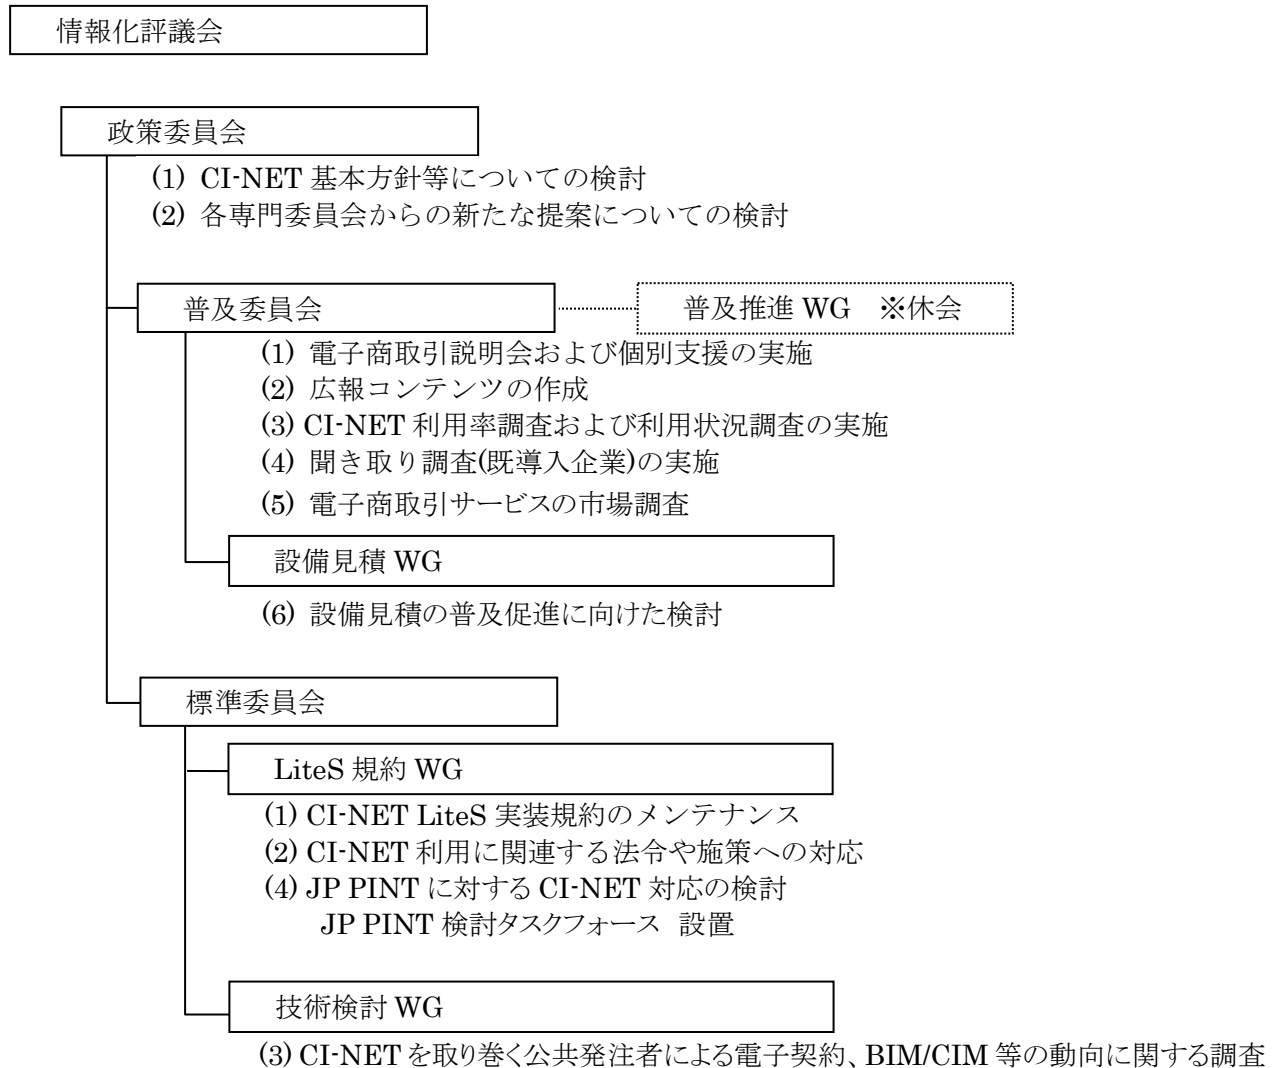 情報化評議会
政策委員会
(1) CI-NET 基本方針等についての検討
(2) 各専門委員会からの新たな提案についての検討
普及委員会
普及推進 WG　※休会
(1) 電子商取引説明会および個別支援の実施
(2) 広報コンテンツの作成
(3) CI-NET 利用率調査および利用状況調査の実施
(4) 聞き取り調査(既導入企業)の実施
(5) 電子商取引サービスの市場調査
設備見積 WG
(6) 設備見積の普及促進に向けた検討
標準委員会
LiteS 規約 WG
(1) CI-NET LiteS 実装規約のメンテナンス
(2) CI-NET 利用に関連する法令や施策への対応
(4) JP PINT に対する CI-NET 対応の検討
JP PINT 検討タスクフォース 設置
技術検討 WG
(3) CI-NET を取り巻く公共発注者による電子契約、BIM/CIM 等の動向に関する調査